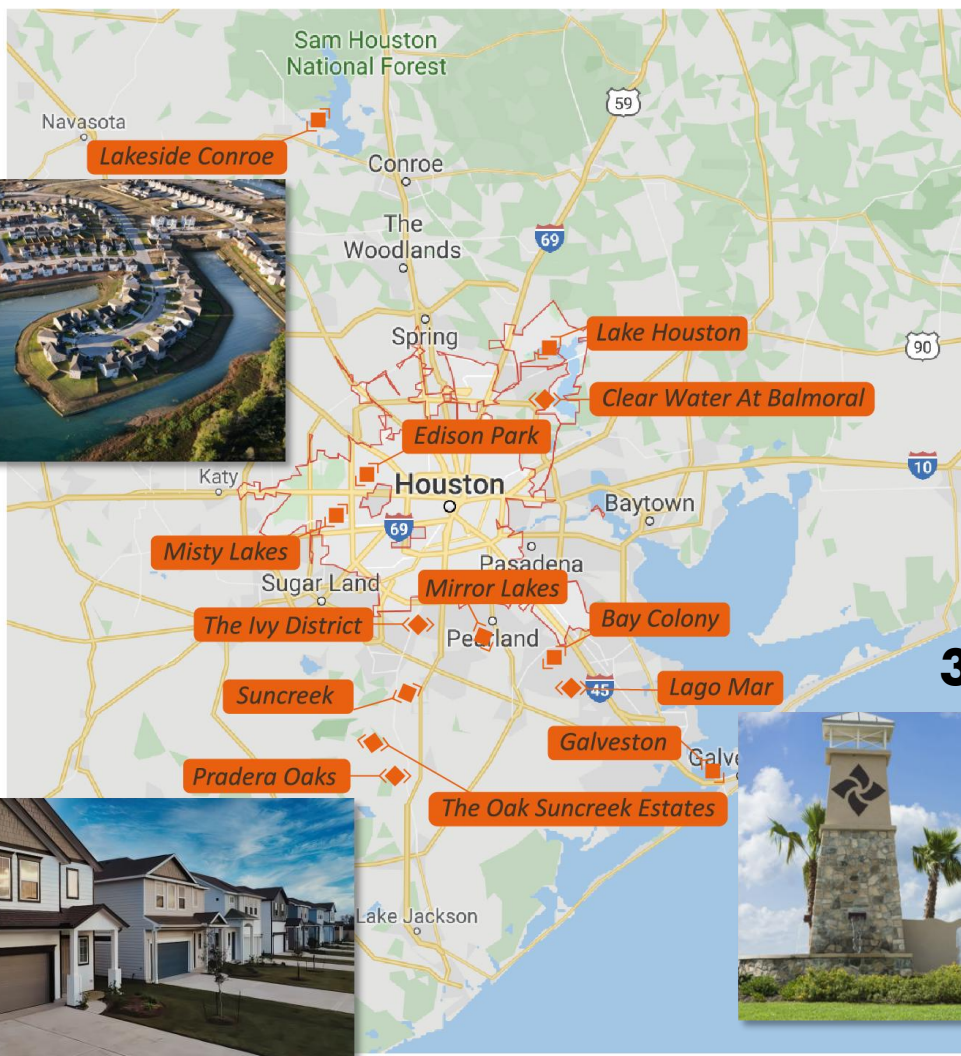 Sam Houston
National Forest
59
Navasota
Lakeside Conroe
Conroe
The
Woodlands
69
Spring
Lake Houston
90
Clear Water At Balmoral
Edison Park
Katy
Houston
10
Baytown
69
Misty Lakes
Pasadena
Sugar Land
Mirror Lakes
The Ivy District
Pearland
Bay Colony
3
Suncreek
45
Lago Mar
Galveston
Galve
Pradera Oaks
The Oak Suncreek Estates
Lake Jackson